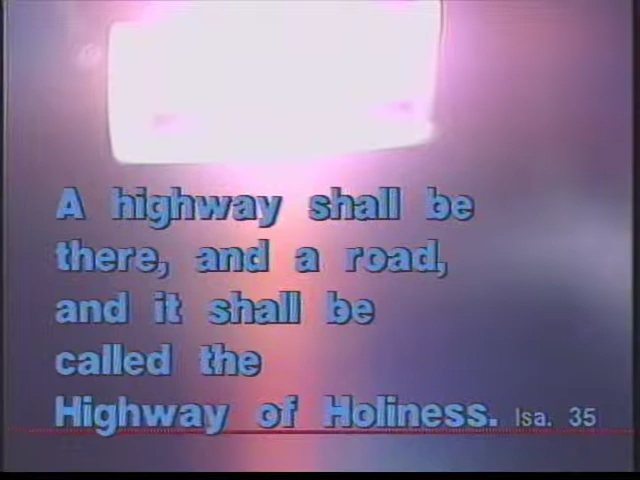 A highway shall be
there, and a road,
and it shall be
called the
Highway of Holiness. Isa. 35